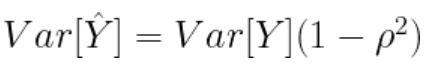 Var[Ŷ] = Var[Y](1 − ρ²)